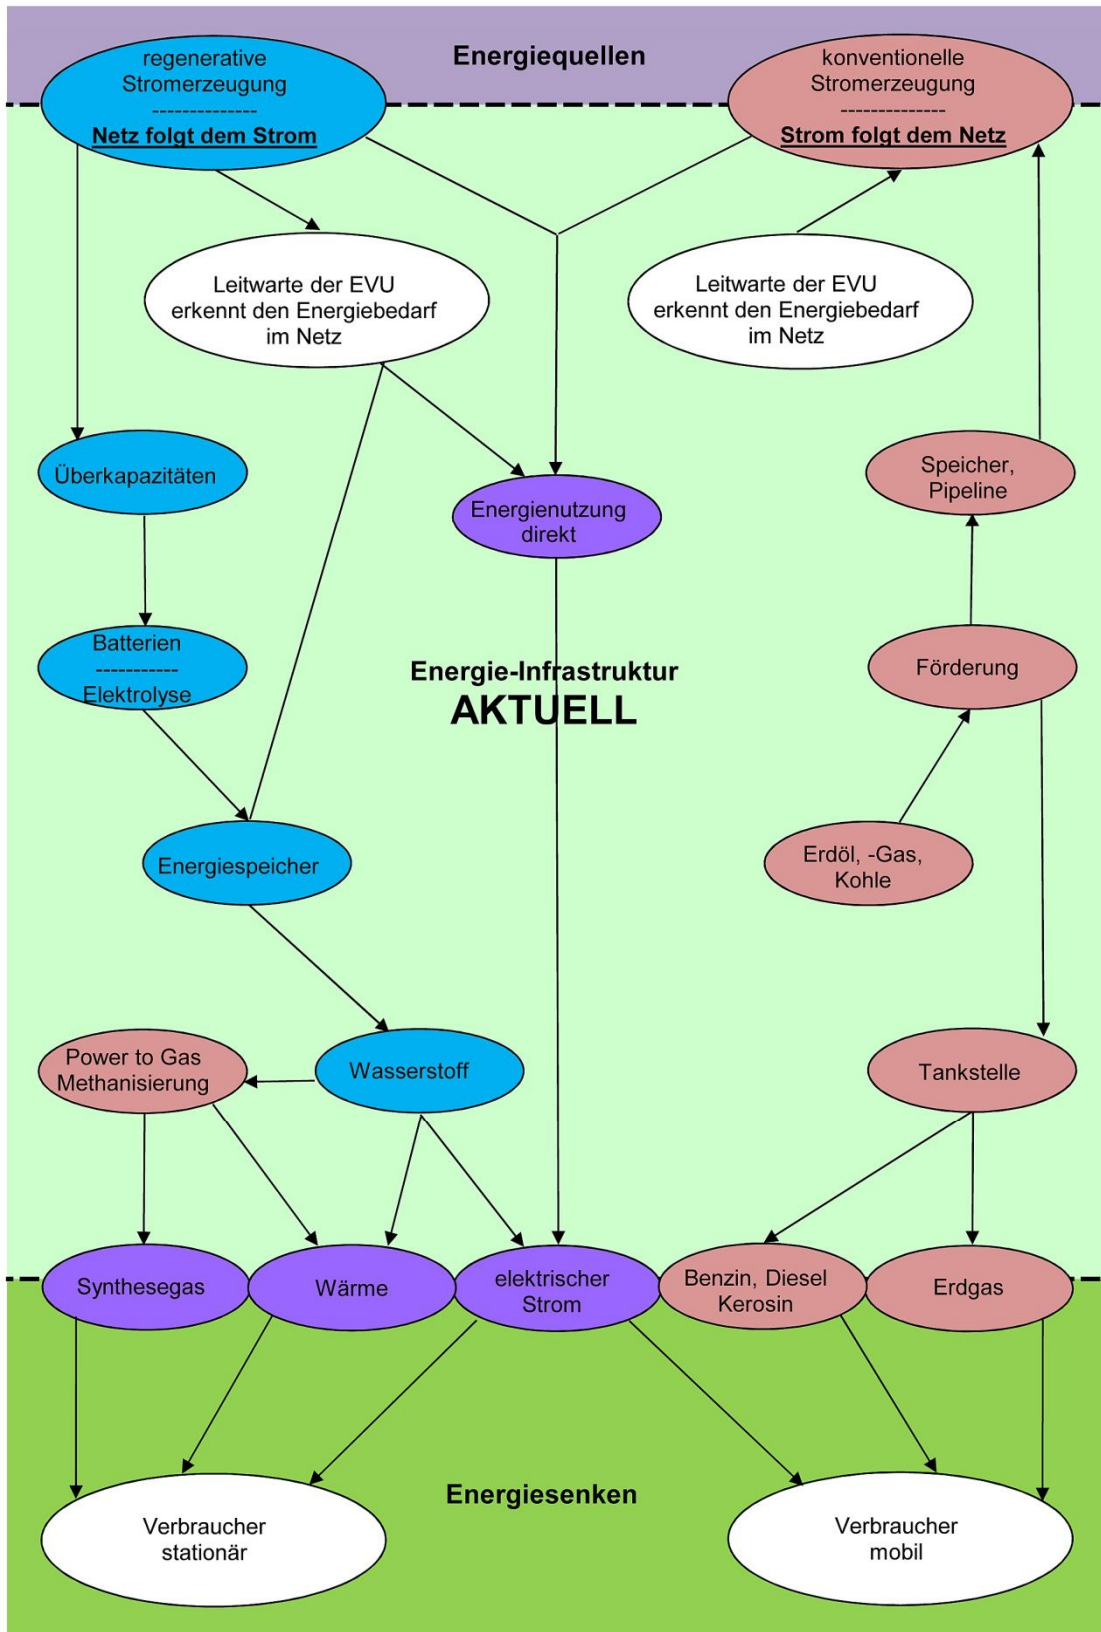 regenerative
Stromerzeugung
--------------
Netz folgt dem Strom
Energiequellen
konventionelle
Stromerzeugung
--------------
Strom folgt dem Netz
Leitwarte der EVU
erkennt den Energiebedarf
im Netz
Leitwarte der EVU
erkennt den Energiebedarf
im Netz
Überkapazitäten
Energienutzung
direkt
Speicher,
Pipeline
Batterien
-----------
Elektrolyse
Energie-Infrastruktur
AKTUELL
Förderung
Energiespeicher
Erdöl, -Gas,
Kohle
Power to Gas
Methanisierung
Wasserstoff
Tankstelle
Synthesegas
Wärme
elektrischer
Strom
Benzin, Diesel
Kerosin
Erdgas
Verbraucher
stationär
Energiesenken
Verbraucher
mobil